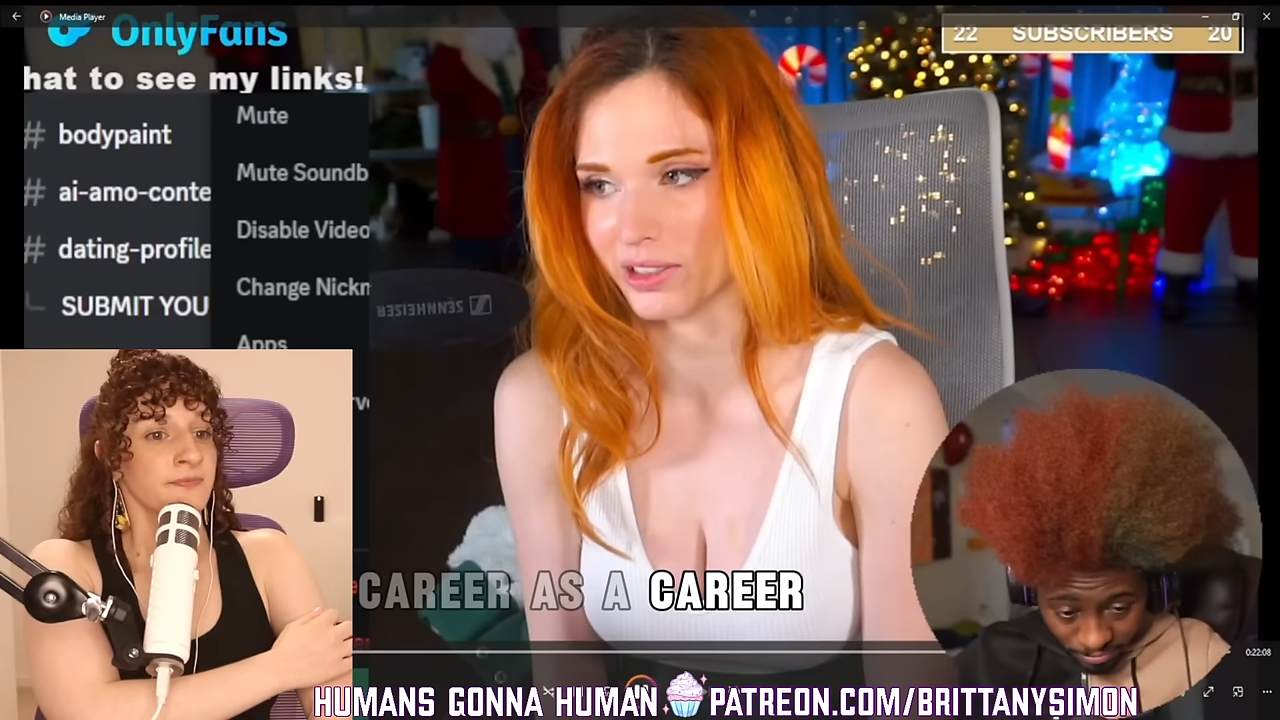 Media Player
OnlyFans
22 SUBSCRIBERS 20
hat to see my links!
# bodypaint
# ai-amo-conte
# dating-profile
SUBMIT YOU
Mute
Mute Soundb
Disable Video
Change Nickn
Apps
SENNHEISER
CAREER AS A CAREER
0:22:08
HUMANS GONNA HUMAN PATREON.COM/BRITTANYSIMON